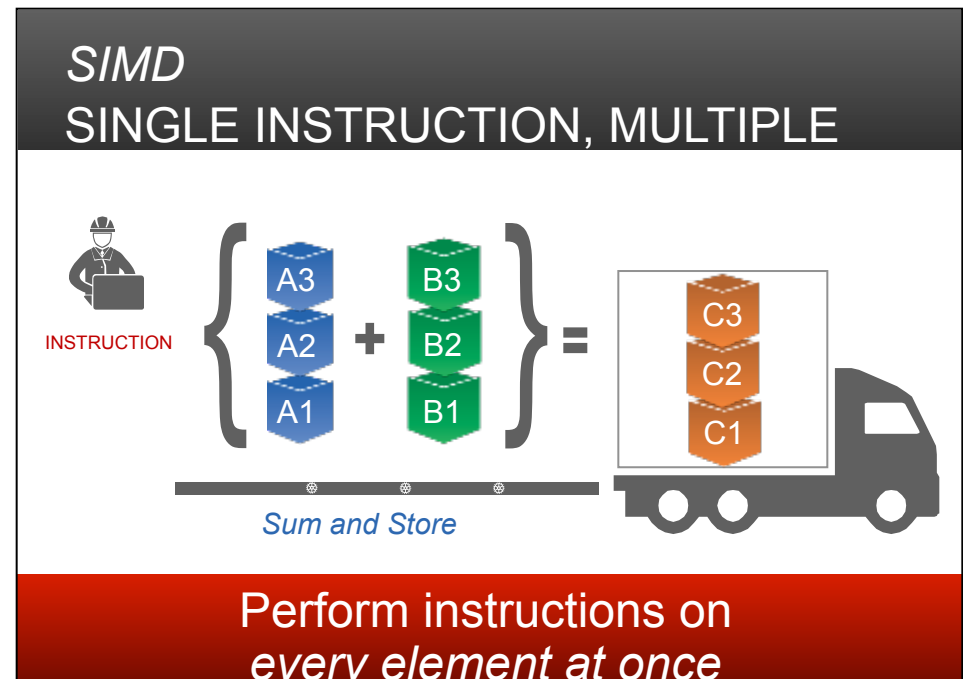 SIMD
SINGLE INSTRUCTION, MULTIPLE
INSTRUCTION
A3 B3
A2 + B2 =
A1 B1
C3
C2
C1
Sum and Store
Perform instructions on
every element at once